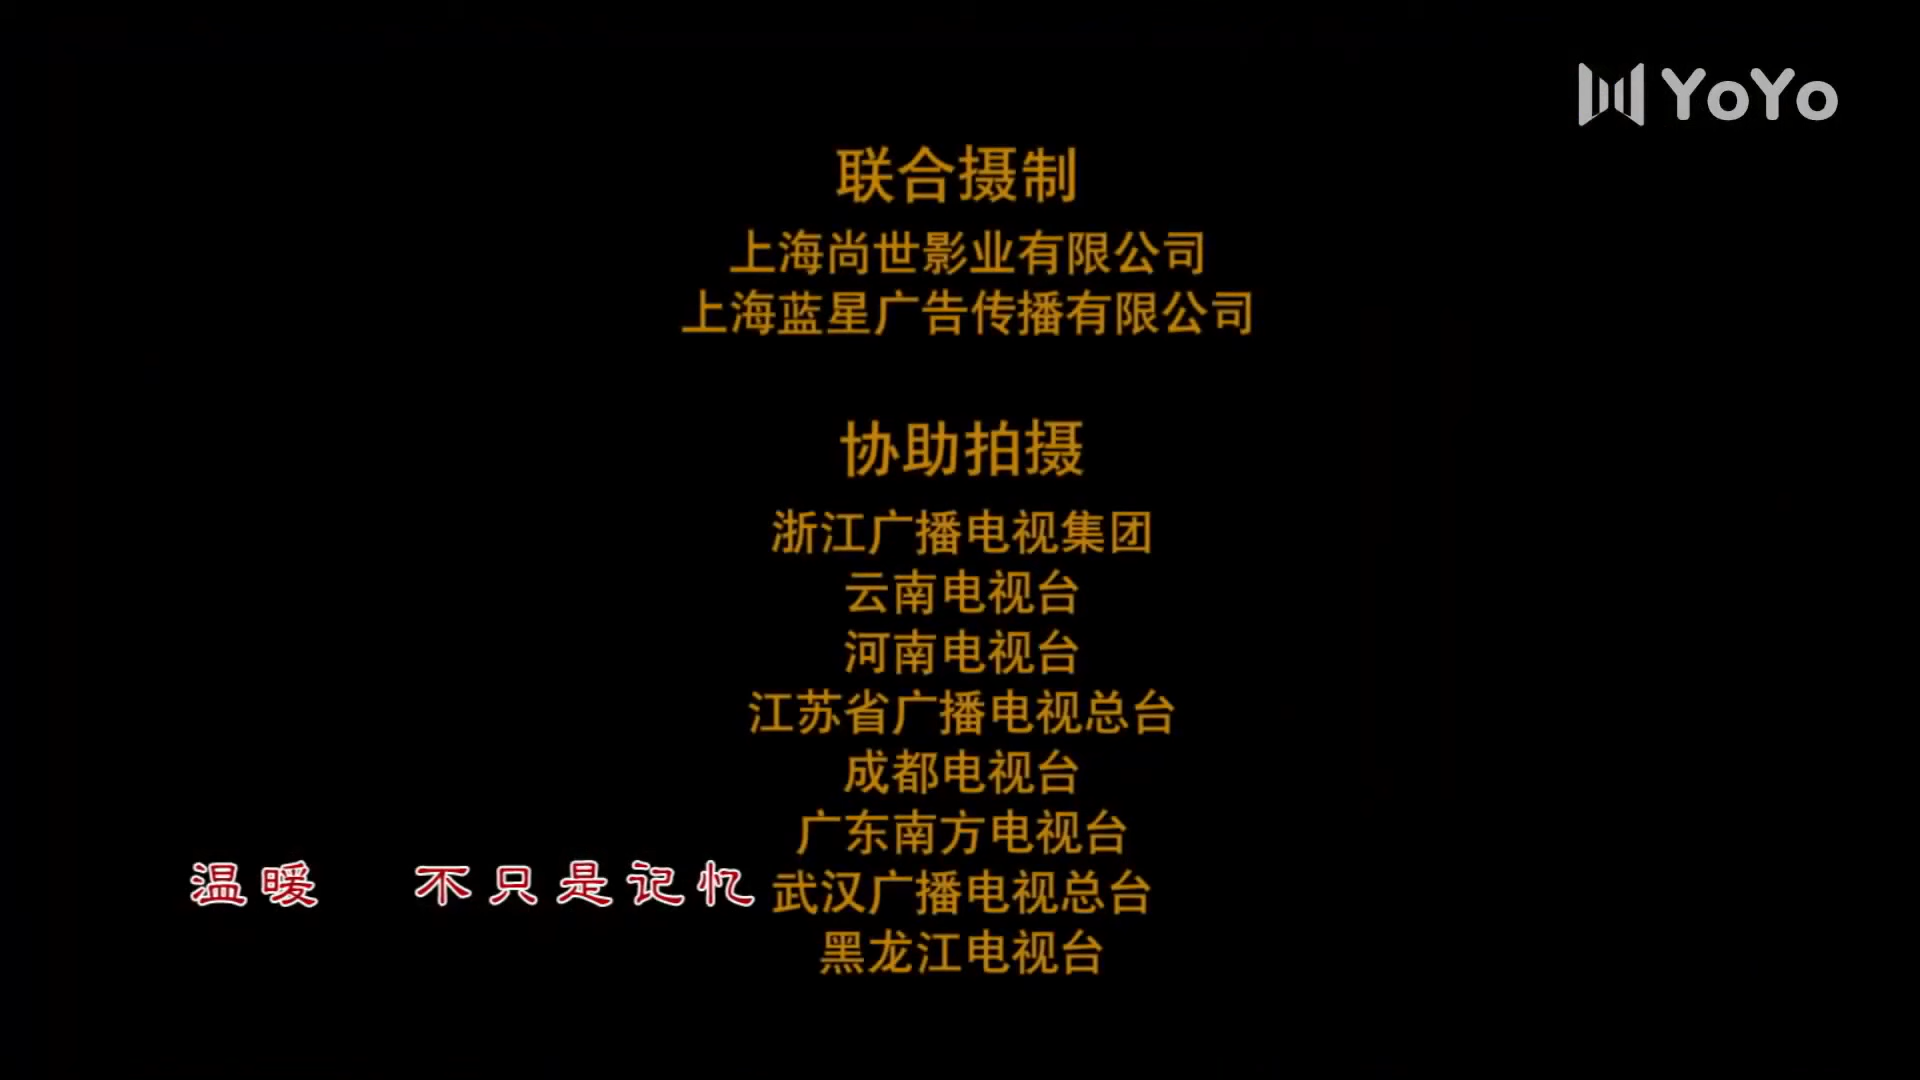 YoYo
联合摄制
上海尚世影业有限公司
上海蓝星广告传播有限公司
协助拍摄
浙江广播电视集团
云南电视台
河南电视台
江苏省广播电视总台
成都电视台
广东南方电视台
温暖 不只是记忆
武汉广播电视总台
黑龙江电视台